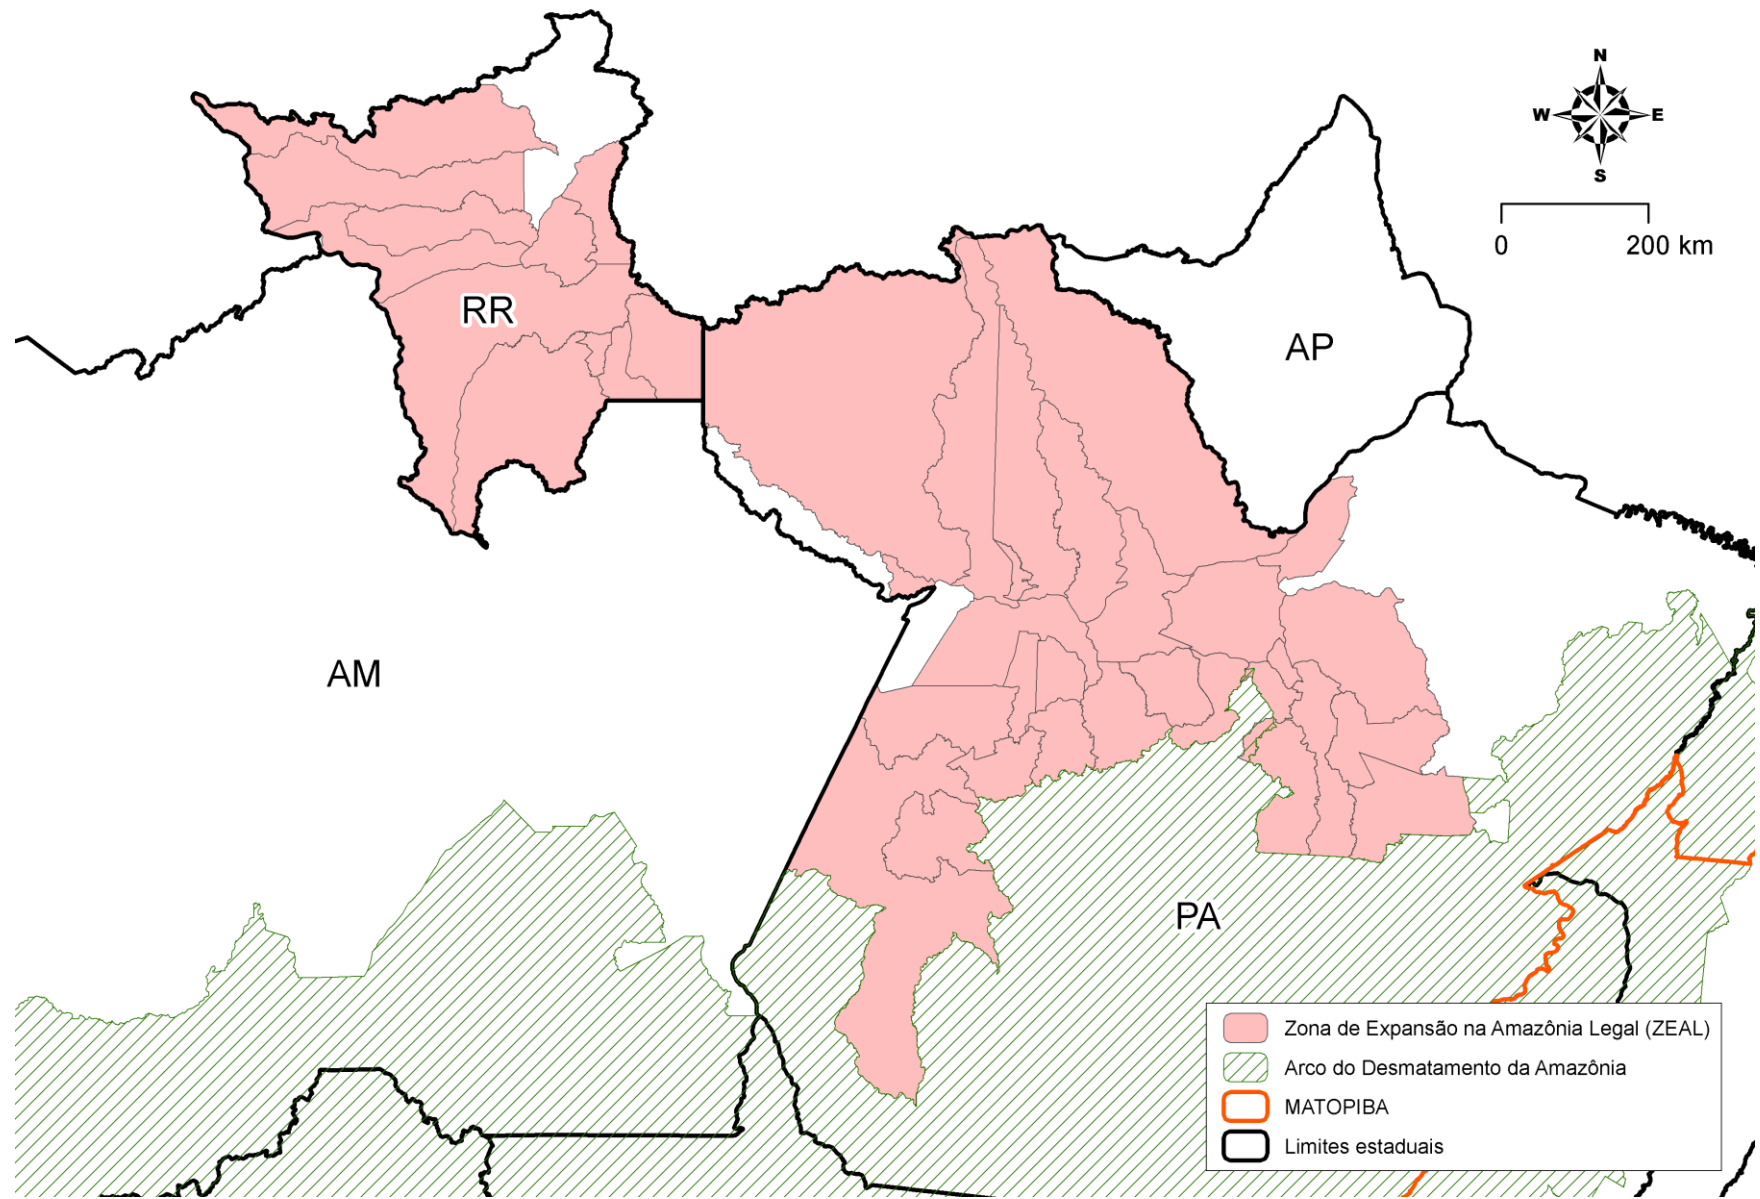 N
W E
S
0 200 km
RR
AP
AM
PA
Zona de Expansão na Amazônia Legal (ZEAL)
Arco do Desmatamento da Amazônia
MATOPIBA
Limites estaduais